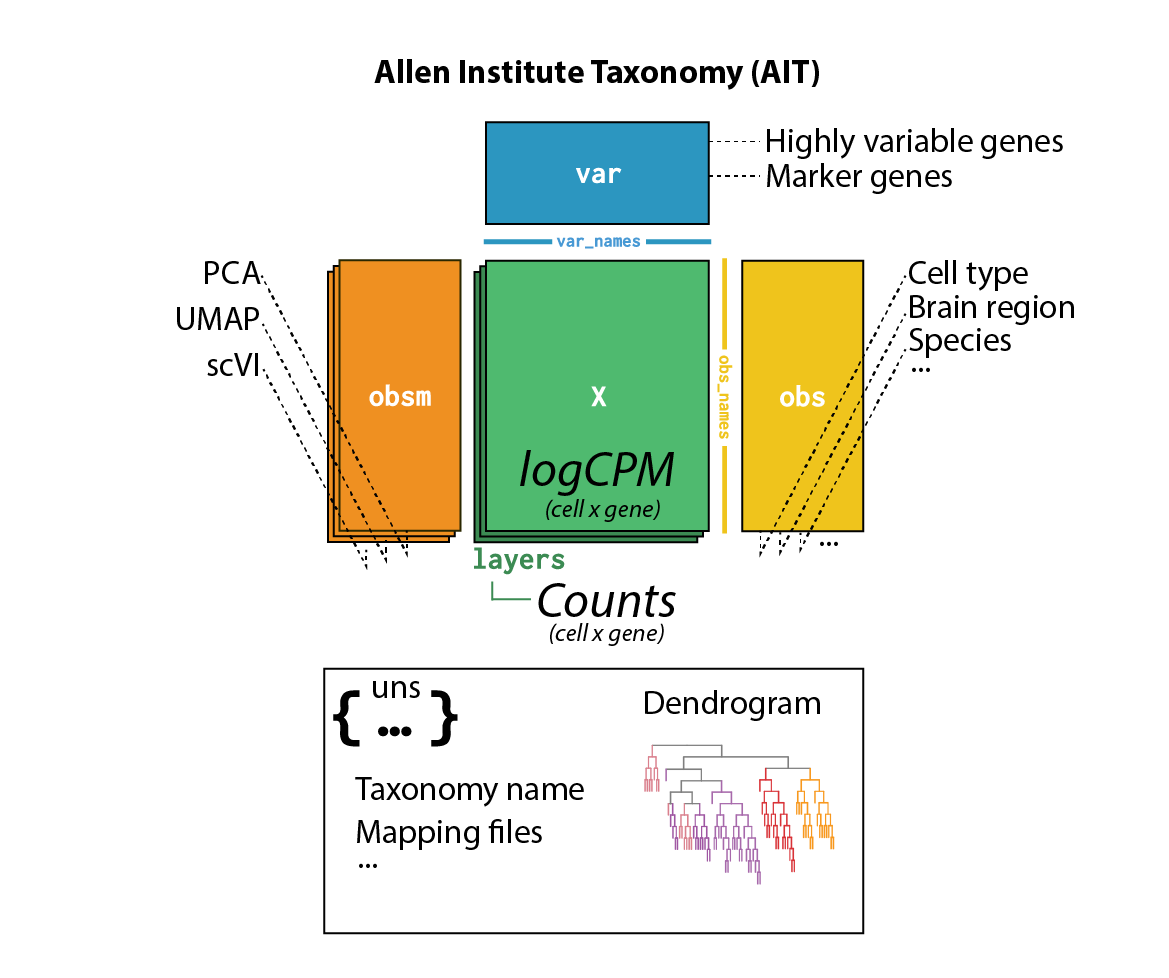 Allen Institute Taxonomy (AIT)
var
Highly variable genes
Marker genes
var_names
PCA
UMAP
scVI
obsm
X
logCPM
(cell x gene)
obs_names
obs
Cell type
Brain region
Species
...
...
layers
Counts
(cell x gene)
uns
{ ... }
Taxonomy name
Mapping files
...
Dendrogram